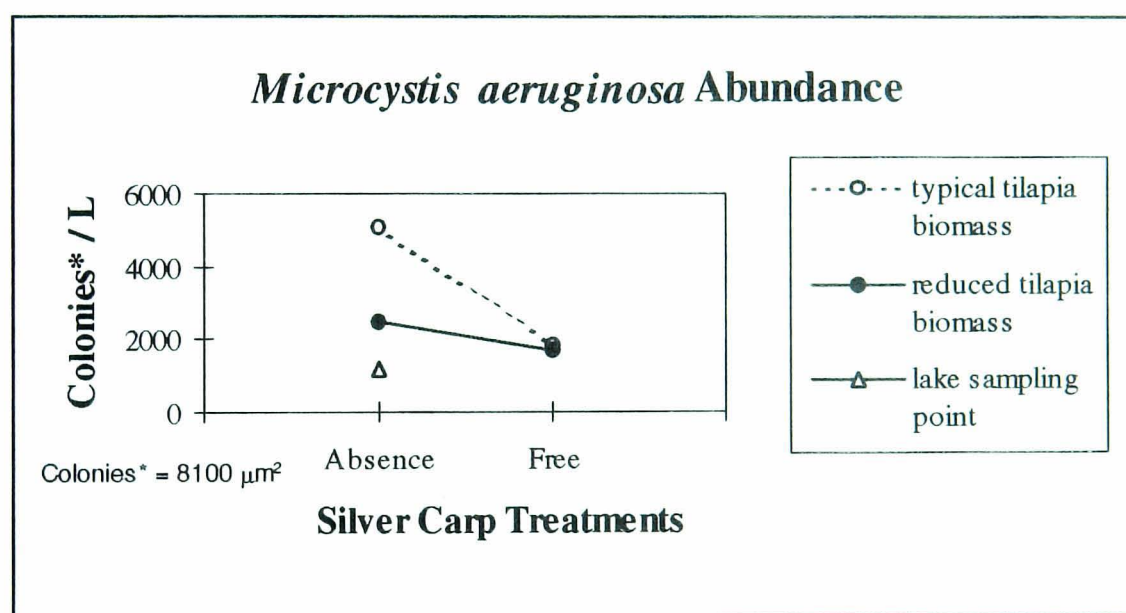 Microcystis aeruginosa Abundance
Colonies* / L
6000
4000
2000
0
Absence
Free
Colonies* = 8100 µm²
Silver Carp Treatments
typical tilapia
biomass
reduced tilapia
biomass
lake sampling
point